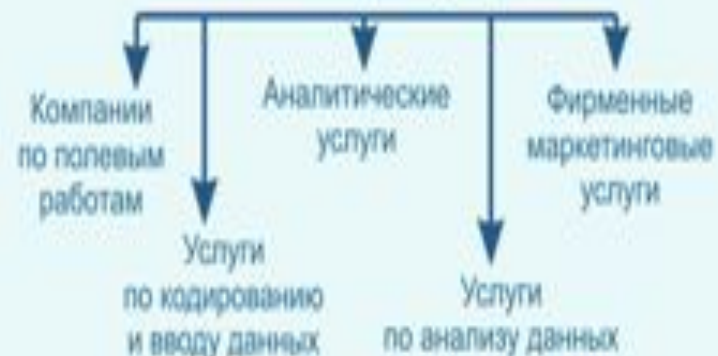 Компании
по полевым
работам
Услуги
по кодированию
и вводу данных
Аналитические
услуги
Услуги
по анализу данных
Фирменные
маркетинговые
услуги